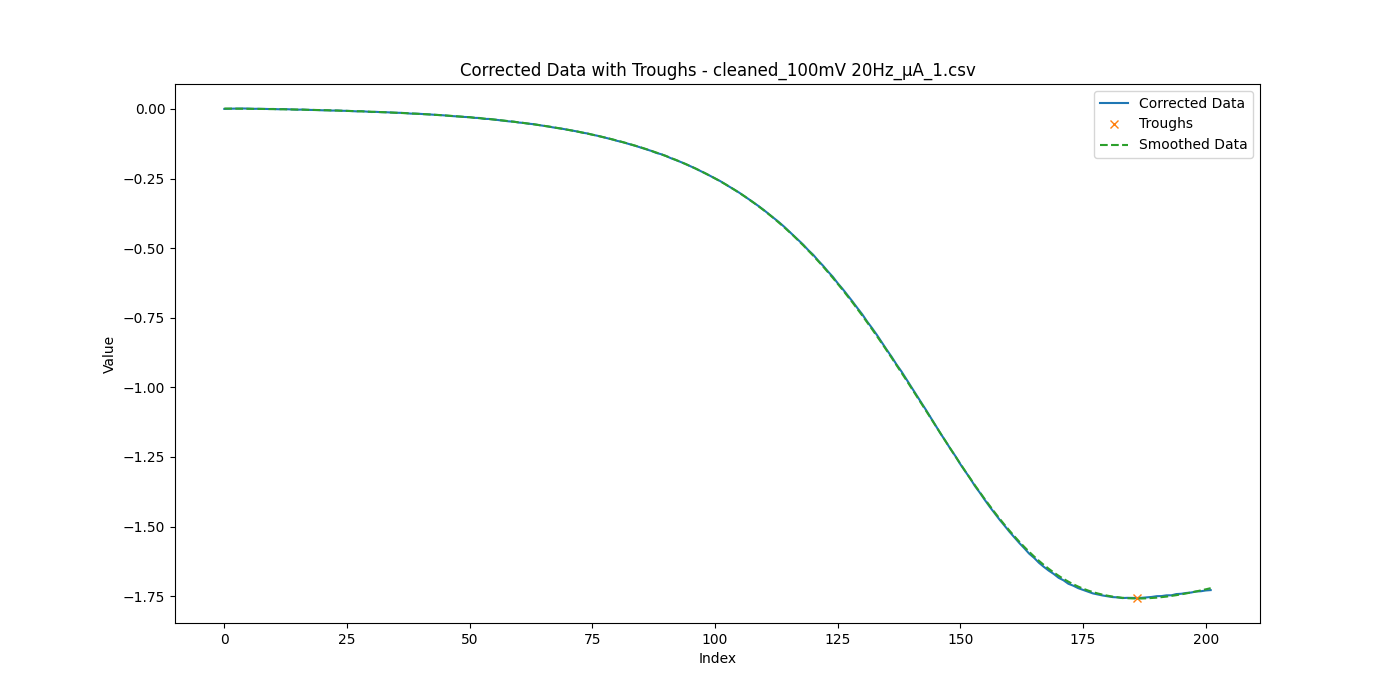 Corrected Data with Troughs - cleaned_100mV 20Hz_µA_1.csv
Corrected Data
Troughs
Smoothed Data
0.00
−0.25
−0.50
−0.75
−1.00
−1.25
−1.50
−1.75
Value
0 25 50 75 100 125 150 175 200
Index